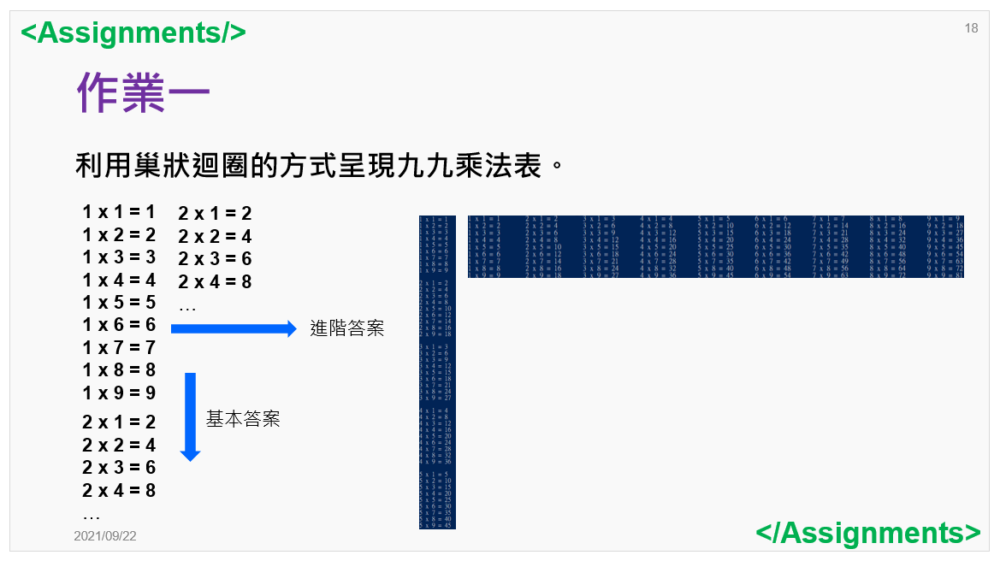 <Assignments/>
18
作業一
利用巢狀迴圈的方式呈現九九乘法表。
1 x 1 = 1
1 x 2 = 2
1 x 3 = 3
1 x 4 = 4
1 x 5 = 5
1 x 6 = 6
1 x 7 = 7
1 x 8 = 8
1 x 9 = 9
2 x 1 = 2
2 x 2 = 4
2 x 3 = 6
2 x 4 = 8
…
2 x 1 = 2
2 x 2 = 4
2 x 3 = 6
2 x 4 = 8
…
進階答案
基本答案
1 x 1 = 1
1 x 2 = 2
1 x 3 = 3
1 x 4 = 4
1 x 5 = 5
1 x 6 = 6
1 x 7 = 7
1 x 8 = 8
1 x 9 = 9
2 x 1 = 2
2 x 2 = 4
2 x 3 = 6
2 x 4 = 8
2 x 5 = 10
2 x 6 = 12
2 x 7 = 14
2 x 8 = 16
2 x 9 = 18
3 x 1 = 3
3 x 2 = 6
3 x 3 = 9
3 x 4 = 12
3 x 5 = 15
3 x 6 = 18
3 x 7 = 21
3 x 8 = 24
3 x 9 = 27
4 x 1 = 4
4 x 2 = 8
4 x 3 = 12
4 x 4 = 16
4 x 5 = 20
4 x 6 = 24
4 x 7 = 28
4 x 8 = 32
4 x 9 = 36
5 x 1 = 5
5 x 2 = 10
5 x 3 = 15
5 x 4 = 20
5 x 5 = 25
5 x 6 = 30
5 x 7 = 35
5 x 8 = 40
5 x 9 = 45
1 x 1 = 1 2 x 1 = 2 3 x 1 = 3 4 x 1 = 4 5 x 1 = 5 6 x 1 = 6 7 x 1 = 7 8 x 1 = 8 9 x 1 = 9
1 x 2 = 2 2 x 2 = 4 3 x 2 = 6 4 x 2 = 8 5 x 2 = 10 6 x 2 = 12 7 x 2 = 14 8 x 2 = 16 9 x 2 = 18
1 x 3 = 3 2 x 3 = 6 3 x 3 = 9 4 x 3 = 12 5 x 3 = 15 6 x 3 = 18 7 x 3 = 21 8 x 3 = 24 9 x 3 = 27
1 x 4 = 4 2 x 4 = 8 3 x 4 = 12 4 x 4 = 16 5 x 4 = 20 6 x 4 = 24 7 x 4 = 28 8 x 4 = 32 9 x 4 = 36
1 x 5 = 5 2 x 5 = 10 3 x 5 = 15 4 x 5 = 20 5 x 5 = 25 6 x 5 = 30 7 x 5 = 35 8 x 5 = 40 9 x 5 = 45
1 x 6 = 6 2 x 6 = 12 3 x 6 = 18 4 x 6 = 24 5 x 6 = 30 6 x 6 = 36 7 x 6 = 42 8 x 6 = 48 9 x 6 = 54
1 x 7 = 7 2 x 7 = 14 3 x 7 = 21 4 x 7 = 28 5 x 7 = 35 6 x 7 = 42 7 x 7 = 49 8 x 7 = 56 9 x 7 = 63
1 x 8 = 8 2 x 8 = 16 3 x 8 = 24 4 x 8 = 32 5 x 8 = 40 6 x 8 = 48 7 x 8 = 56 8 x 8 = 64 9 x 8 = 72
1 x 9 = 9 2 x 9 = 18 3 x 9 = 27 4 x 9 = 36 5 x 9 = 45 6 x 9 = 54 7 x 9 = 63 8 x 9 = 72 9 x 9 = 81
2021/09/22
</Assignments>